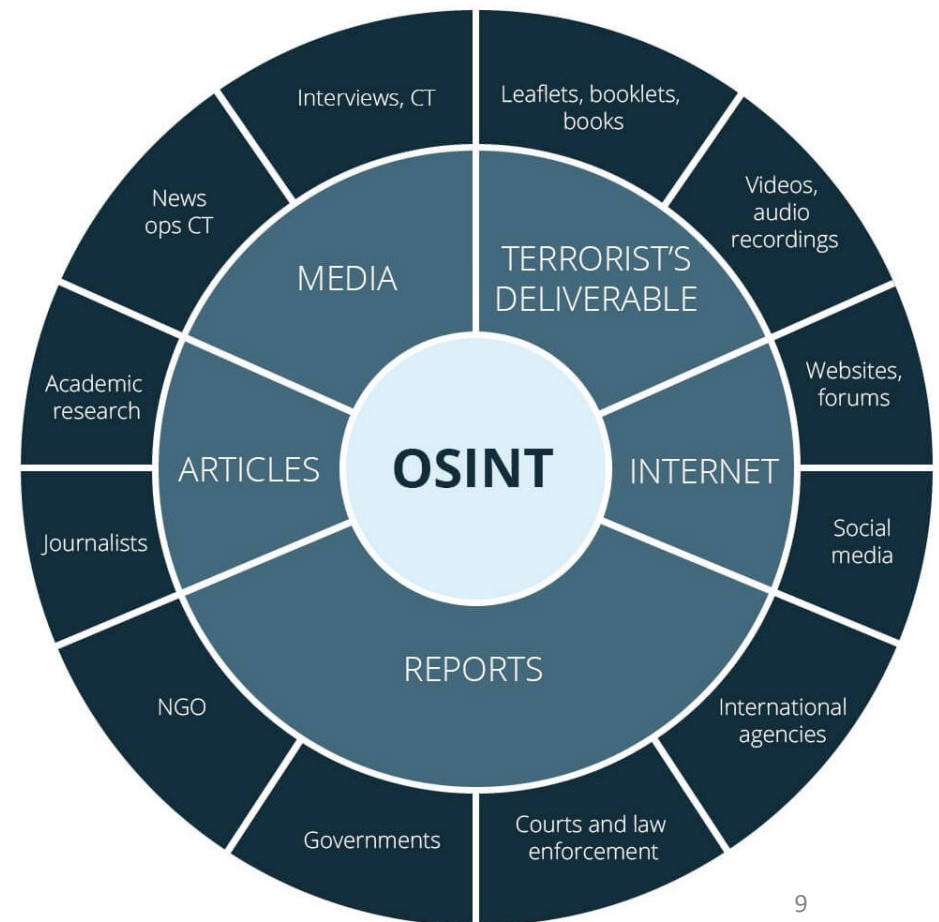 Interviews, CT
Leaflets, booklets,
books
News
ops CT
Videos,
audio
recordings
MEDIA
TERRORIST'S
DELIVERABLE
Academic
research
Websites,
forums
ARTICLES
OSINT
INTERNET
Journalists
Social
media
REPORTS
NGO
International
agencies
Governments
Courts and law
enforcement
9